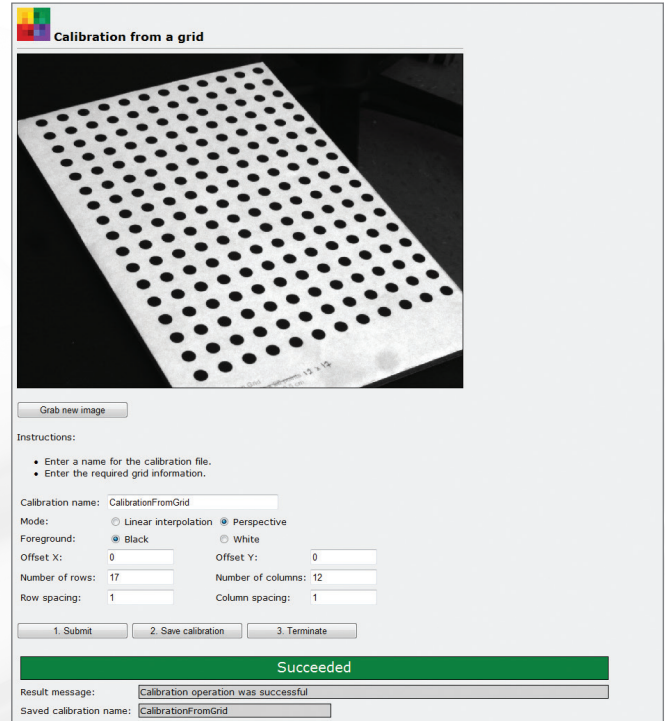 Calibration from a grid
12 x 12
Grab new image
Instructions:
• Enter a name for the calibration file.
• Enter the required grid information.
Calibration name: CalibrationFromGrid
Mode: Linear interpolation Perspective
Foreground: Black White
Offset X: 0 Offset Y: 0
Number of rows: 17 Number of columns: 12
Row spacing: 1 Column spacing: 1
1. Submit 2. Save calibration 3. Terminate
Succeeded
Result message: Calibration operation was successful
Saved calibration name: CalibrationFromGrid